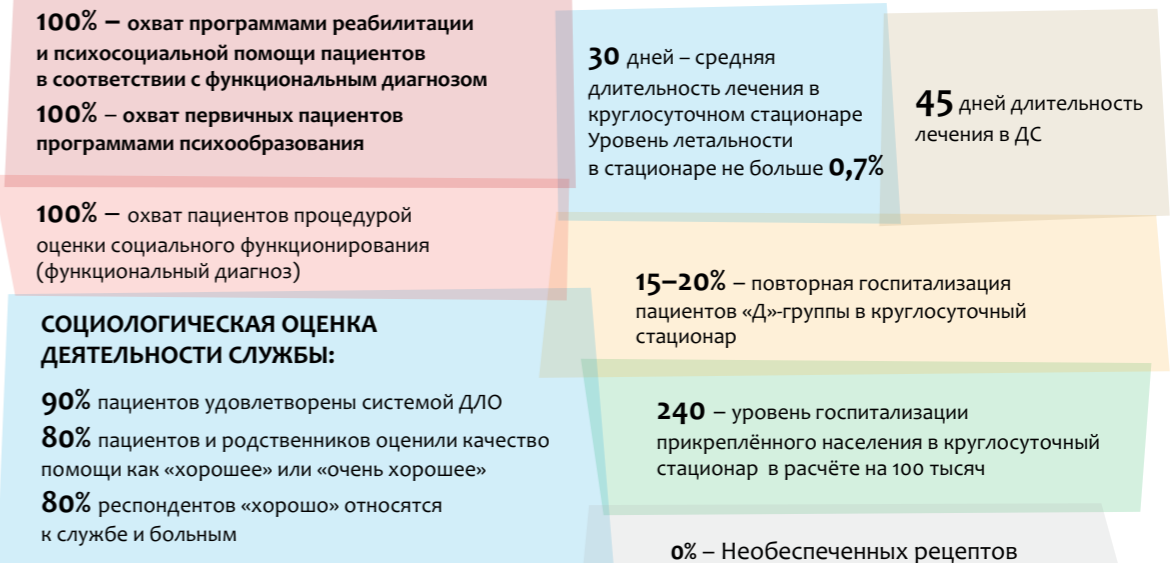 100% – охват программами реабилитации
и психосоциальной помощи пациентов
в соответствии с функциональным диагнозом
100% – охват первичных пациентов
программами психообразования
30 дней – средняя
длительность лечения в
круглосуточном стационаре
Уровень летальности
в стационаре не больше 0,7%
45 дней длительность
лечения в ДС
100% – охват пациентов процедурой
оценки социального функционирования
(функциональный диагноз)
15–20% – повторная госпитализация
пациентов «Д»-группы в круглосуточный
стационар
СОЦИОЛОГИЧЕСКАЯ ОЦЕНКА
ДЕЯТЕЛЬНОСТИ СЛУЖБЫ:
90% пациентов удовлетворены системой ДЛО
80% пациентов и родственников оценили качество
помощи как «хорошее» или «очень хорошее»
80% респондентов «хорошо» относятся
к службе и больным
240 – уровень госпитализации
прикреплённого населения в круглосуточный
стационар в расчёте на 100 тысяч
0% – Необеспеченных рецептов